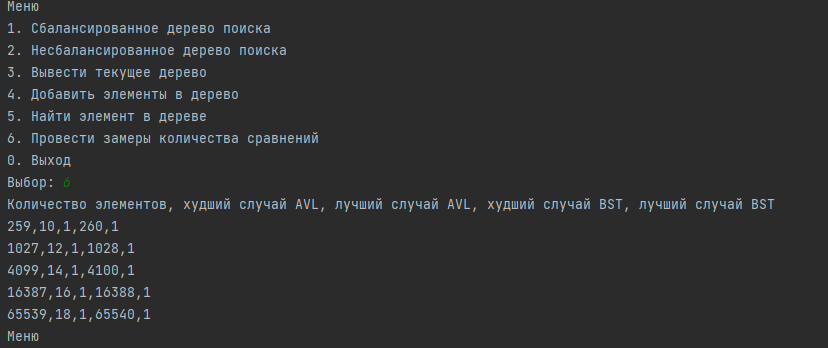 Меню
1. Сбалансированное дерево поиска
2. Несбалансированное дерево поиска
3. Вывести текущее дерево
4. Добавить элементы в дерево
5. Найти элемент в дереве
6. Провести замеры количества сравнений
0. Выход
Выбор: 6
Количество элементов, худший случай AVL, лучший случай AVL, худший случай BST, лучший случай BST
259,10,1,260,1
1027,12,1,1028,1
4099,14,1,4100,1
16387,16,1,16388,1
65539,18,1,65540,1
Меню